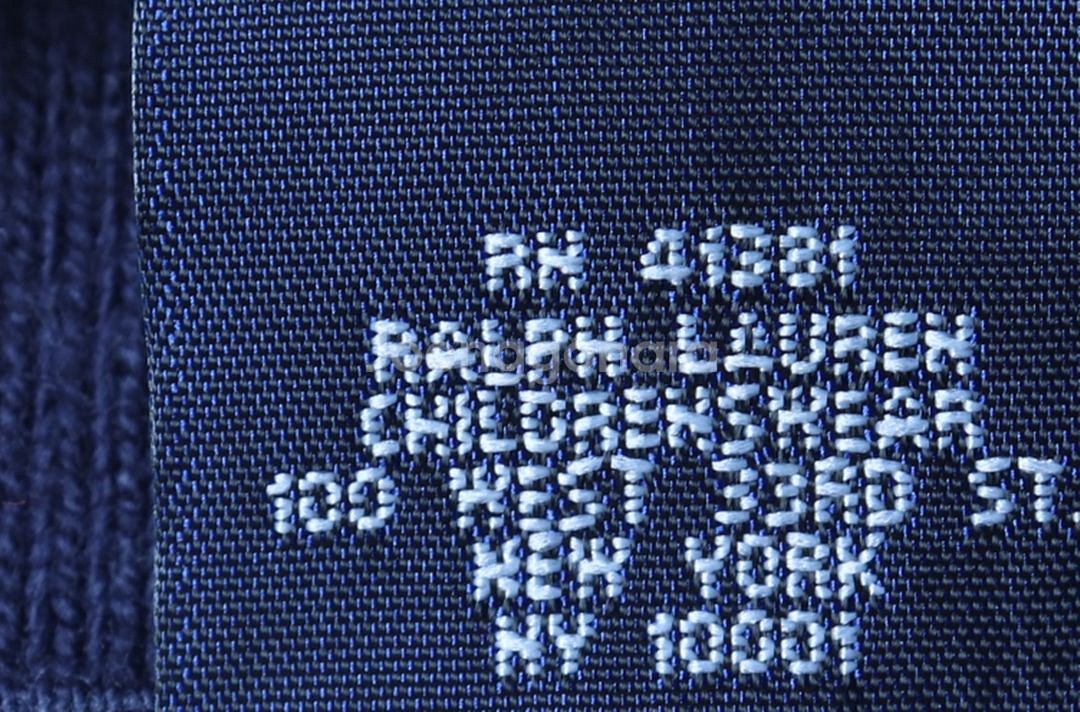 RN 41381
RALPH LAUREN
CHILDRENSWEAR
100 WEST 33RD ST.
NEW YORK
NY 10001